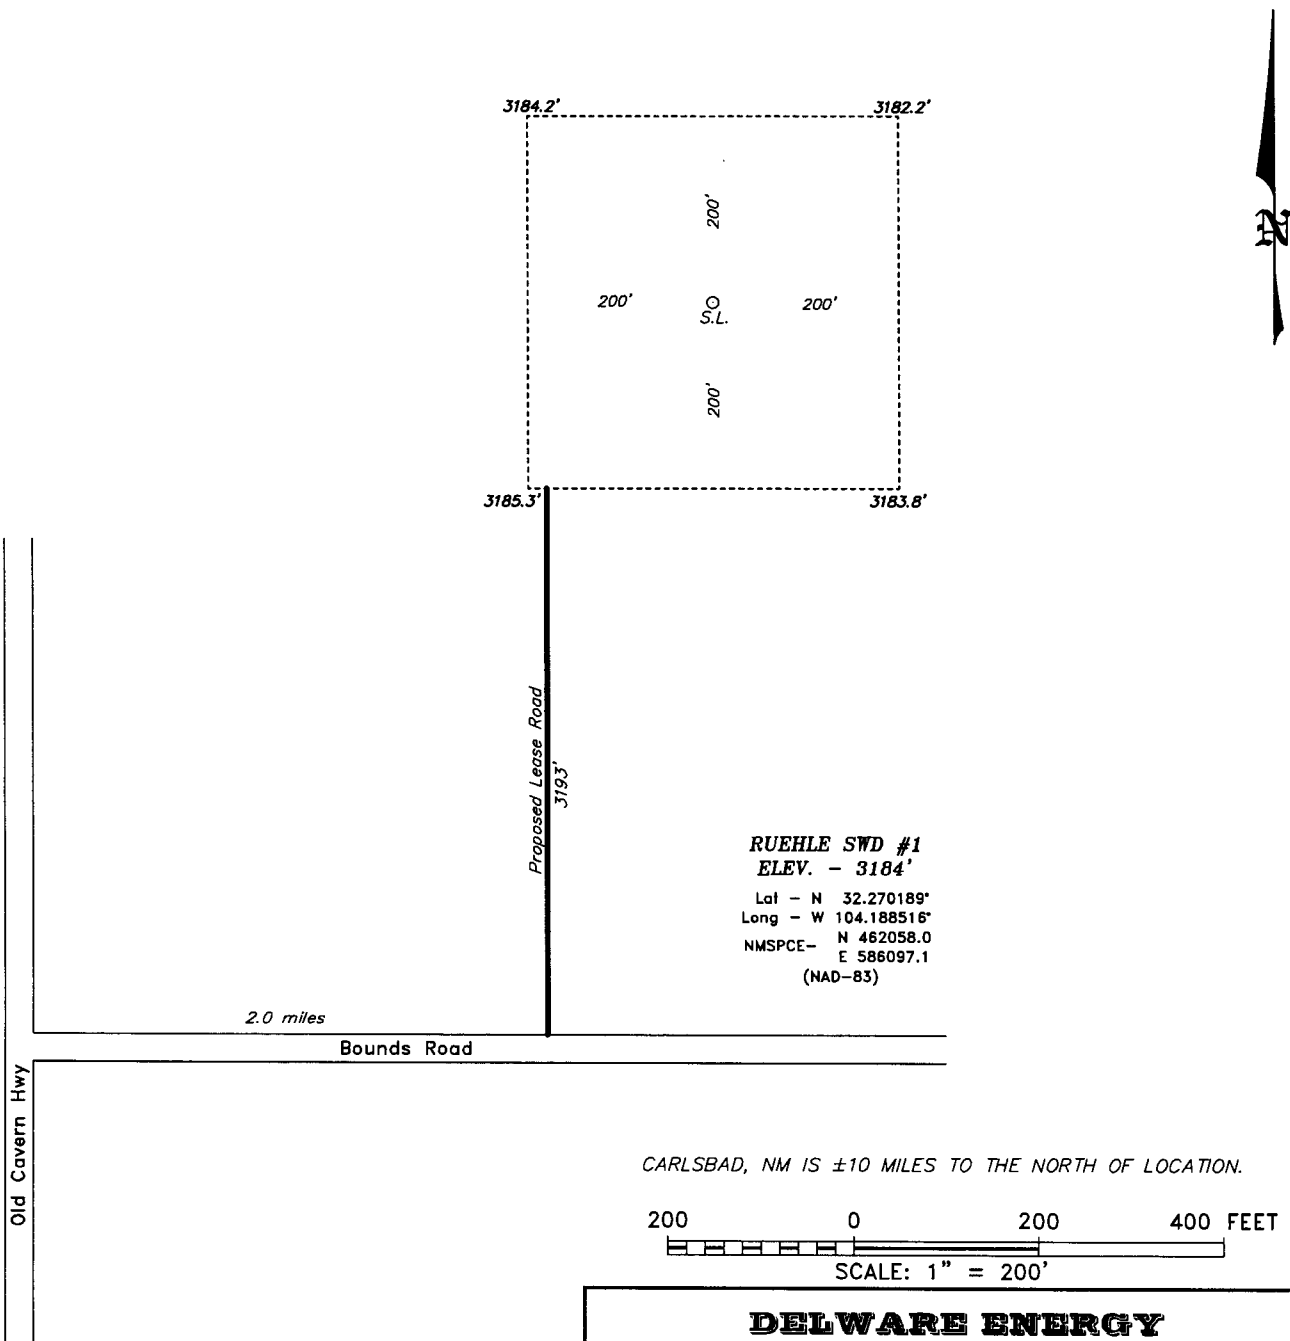 3184.2' 3182.2'
200'
200' 200'
S.L.
200'
3185.3' 3183.8'
Proposed Lease Road
3193'
RUEHLE SWD #1
ELEV. - 3184'
Lat - N 32.270189°
Long - W 104.188516°
NMSPCE- N 462058.0
E 586097.1
(NAD-83)
2.0 miles
Bounds Road
Old Cavern Hwy
CARLSBAD, NM IS ±10 MILES TO THE NORTH OF LOCATION.
200 0 200 400 FEET
SCALE: 1" = 200'
DELWARE ENERGY
N